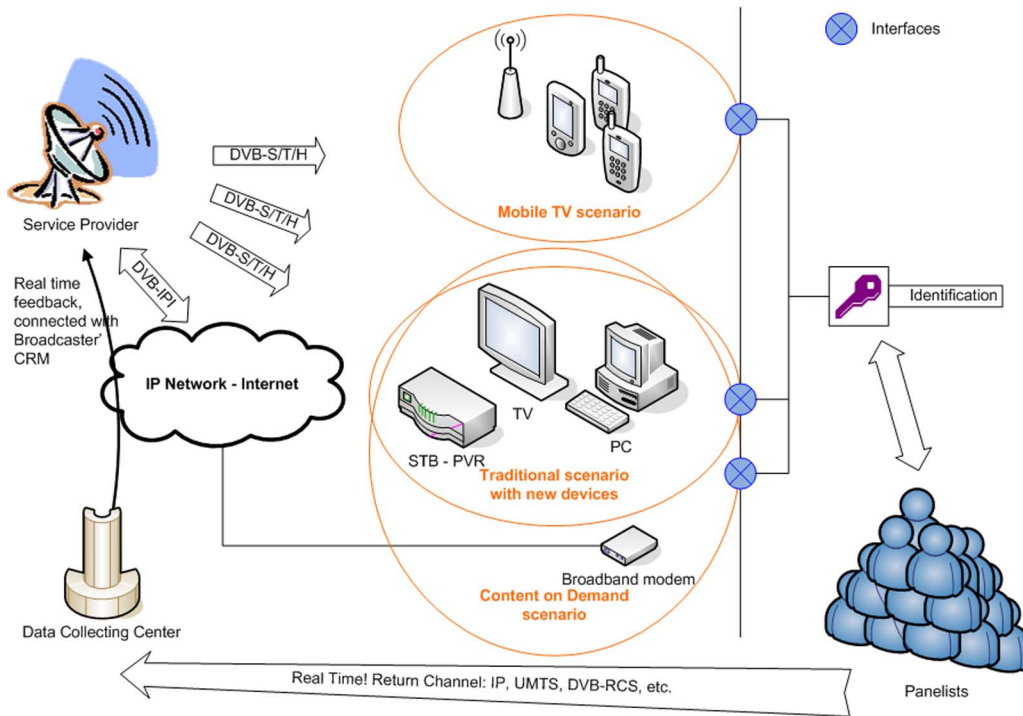 Interfaces
DVB-S/T/H
DVB-S/T/H
DVB-S/T/H
Service Provider
DVB-IPI
Real time
feedback,
connected with
Broadcaster'
CRM
IP Network - Internet
Mobile TV scenario
Identification
TV
PC
STB - PVR
Traditional scenario
with new devices
Broadband modem
Content on Demand
scenario
Data Collecting Center
Real Time! Return Channel: IP, UMTS, DVB-RCS, etc.
Panelists